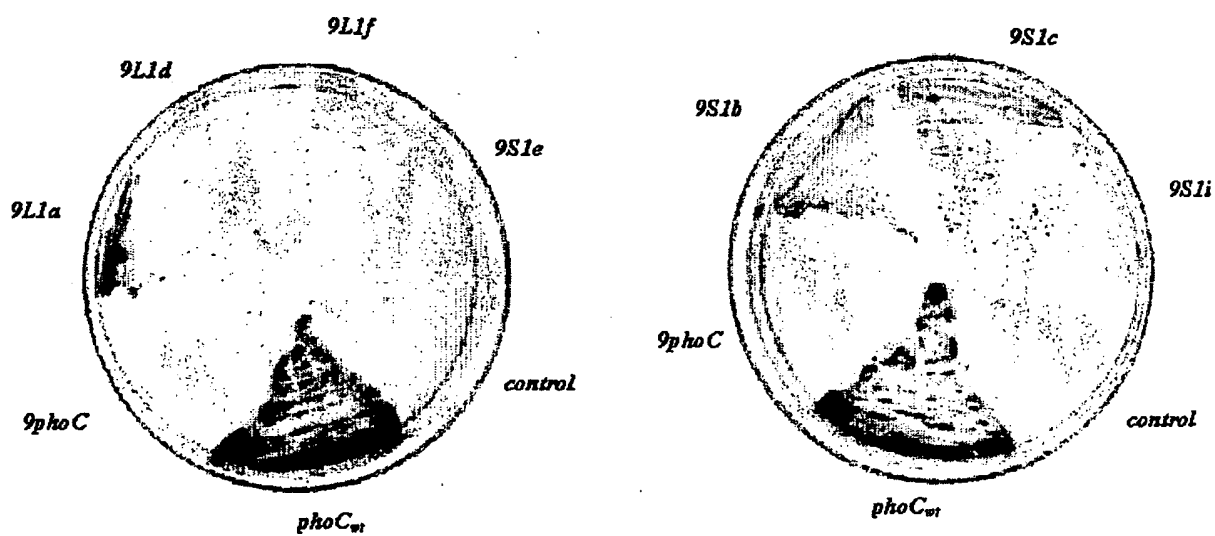 9L1f
9L1d
9S1e
9L1a
9phoC
control
phoCwt
9S1c
9S1b
9S1i
9phoC
control
phoCwt